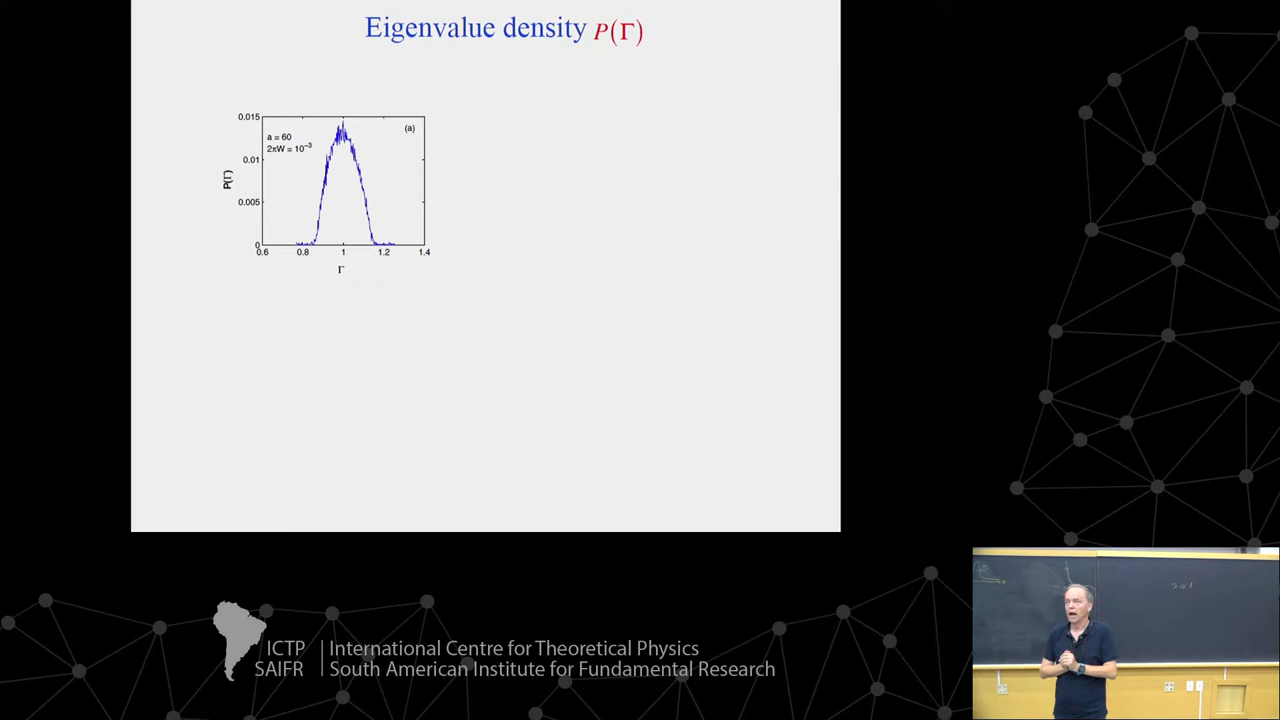 Eigenvalue density P(Γ)
0.015
a = 60
(a)
2πW = 10⁻³
0.01
P(Γ)
0.005
0
0.6 0.8 1 1.2 1.4
Γ
ICTP International Centre for Theoretical Physics
SAIFR South American Institute for Fundamental Research